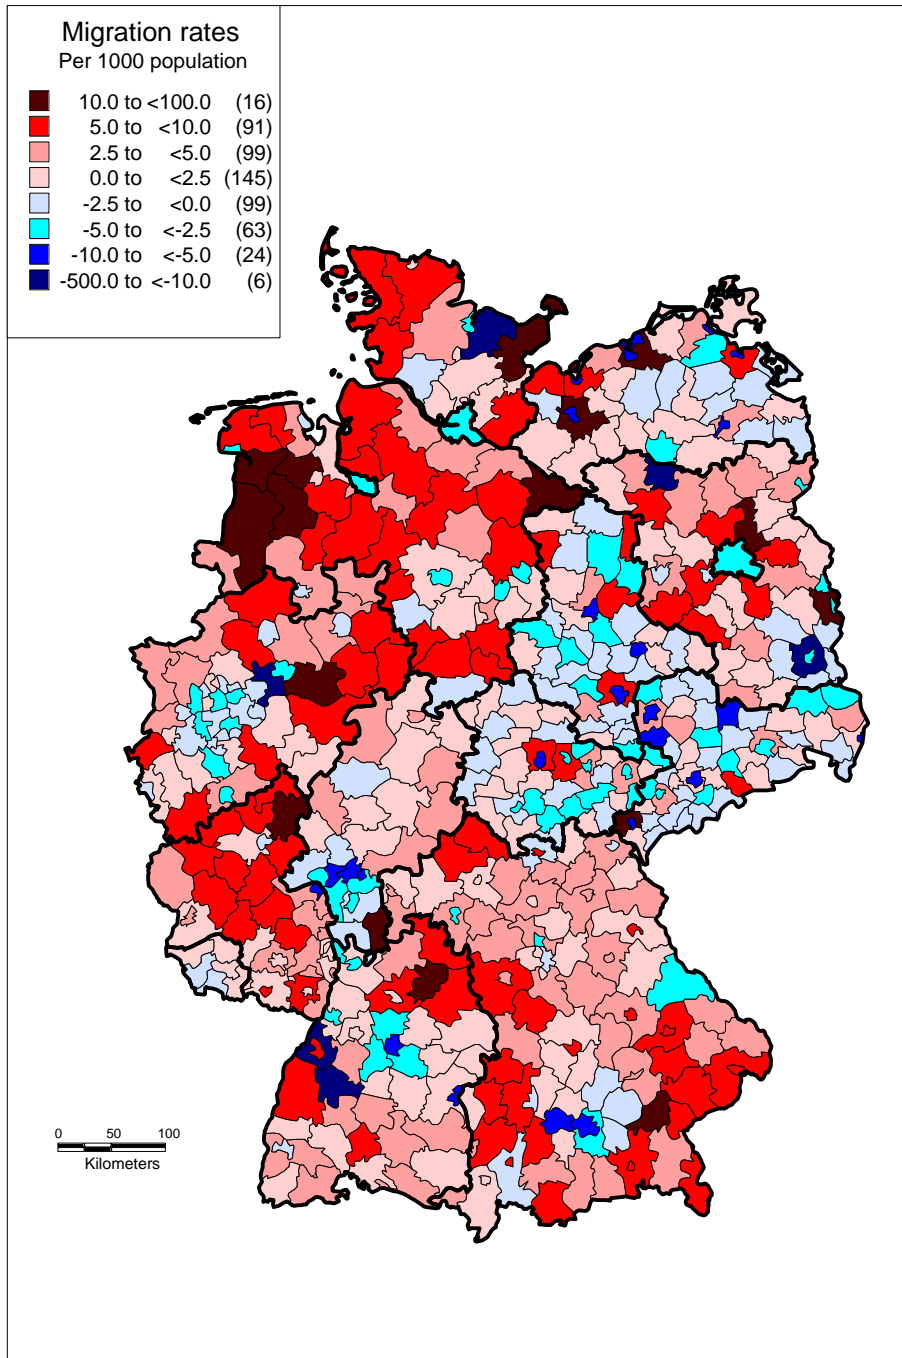 Migration rates
Per 1000 population
10.0 to <100.0 (16)
5.0 to <10.0 (91)
2.5 to <5.0 (99)
0.0 to <2.5 (145)
-2.5 to <0.0 (99)
-5.0 to <-2.5 (63)
-10.0 to <-5.0 (24)
-500.0 to <-10.0 (6)
0 50 100
Kilometers